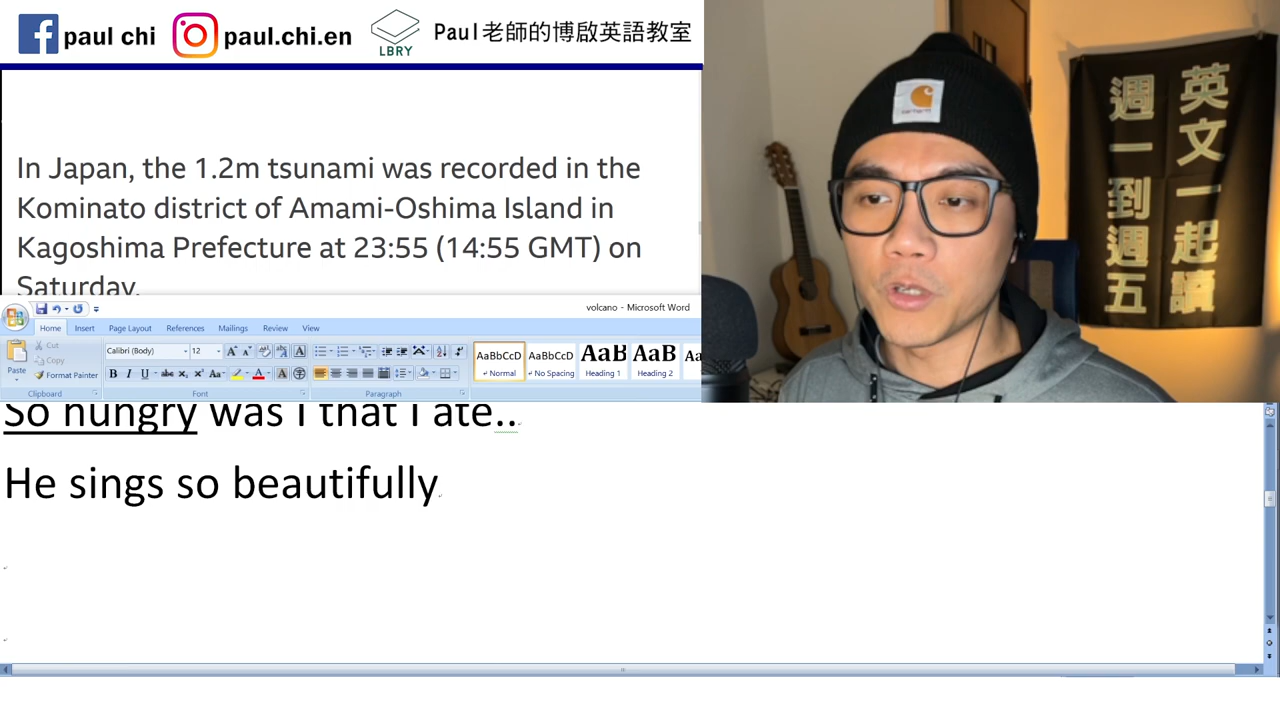 paul chi
paul.chi.en
LBRY
Paul老師的博啟英語教室
In Japan, the 1.2m tsunami was recorded in the
Kominato district of Amami-Oshima Island in
Kagoshima Prefecture at 23:55 (14:55 GMT) on
Saturday.
volcano - Microsoft Word
Home Insert Page Layout References Mailings Review View
Paste
Cut
Copy
Format Painter
Clipboard
Calibri (Body) 12
Font
Paragraph
AaBbCcD AaBbCcD AaB AaB Aa
Normal No Spacing Heading 1 Heading 2
So hungry was I that I ate..
He sings so beautifully
英文一起讀
週一到週五